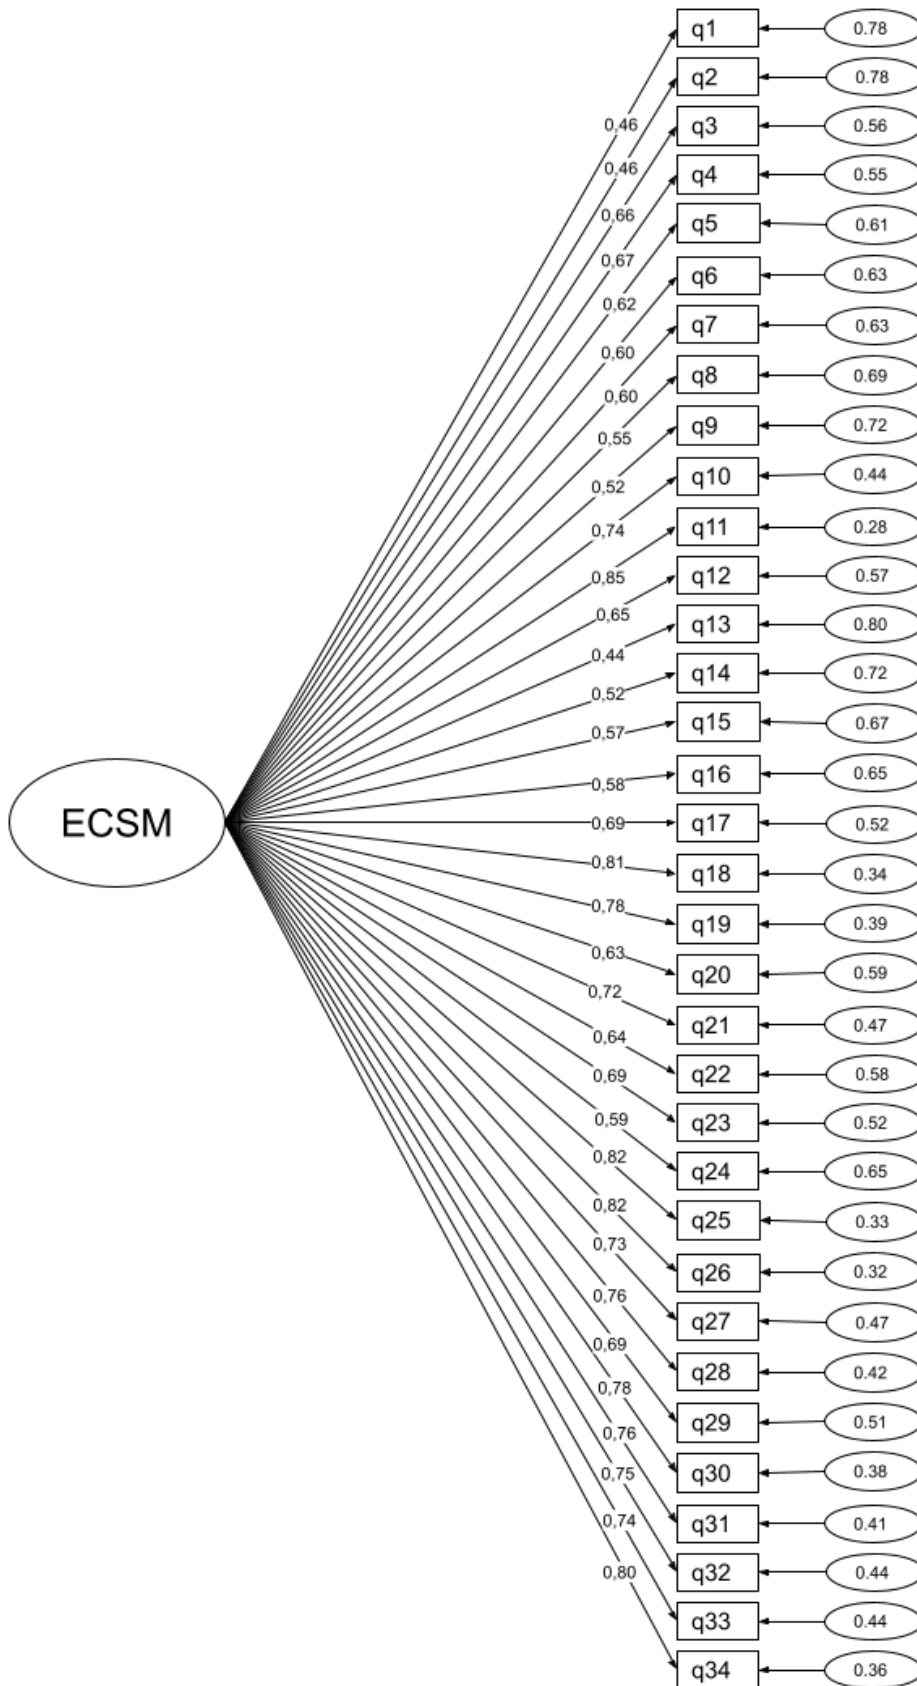 q1 0.78
q2 0.78
0,46 q3 0.56
0,46 q4 0.55
0,66 q5 0.61
0,67 q6 0.63
0,62 q7 0.63
0,60 q8 0.69
0,60 q9 0.72
0,55 q10 0.44
0,52 q11 0.28
0,74 q12 0.57
0,85 q13 0.80
0,65 q14 0.72
0,44 q15 0.67
0,52 q16 0.65
0,57
0,58
ECSM 0,69 q17 0.52
0,81 q18 0.34
0,78 q19 0.39
0,63 q20 0.59
0,72 q21 0.47
0,64 q22 0.58
0,69 q23 0.52
0,59 q24 0.65
0,82 q25 0.33
0,82 q26 0.32
0,73 q27 0.47
0,76 q28 0.42
0,69 q29 0.51
0,78 q30 0.38
0,76 q31 0.41
0,75 q32 0.44
0,74 q33 0.44
0,80 q34 0.36